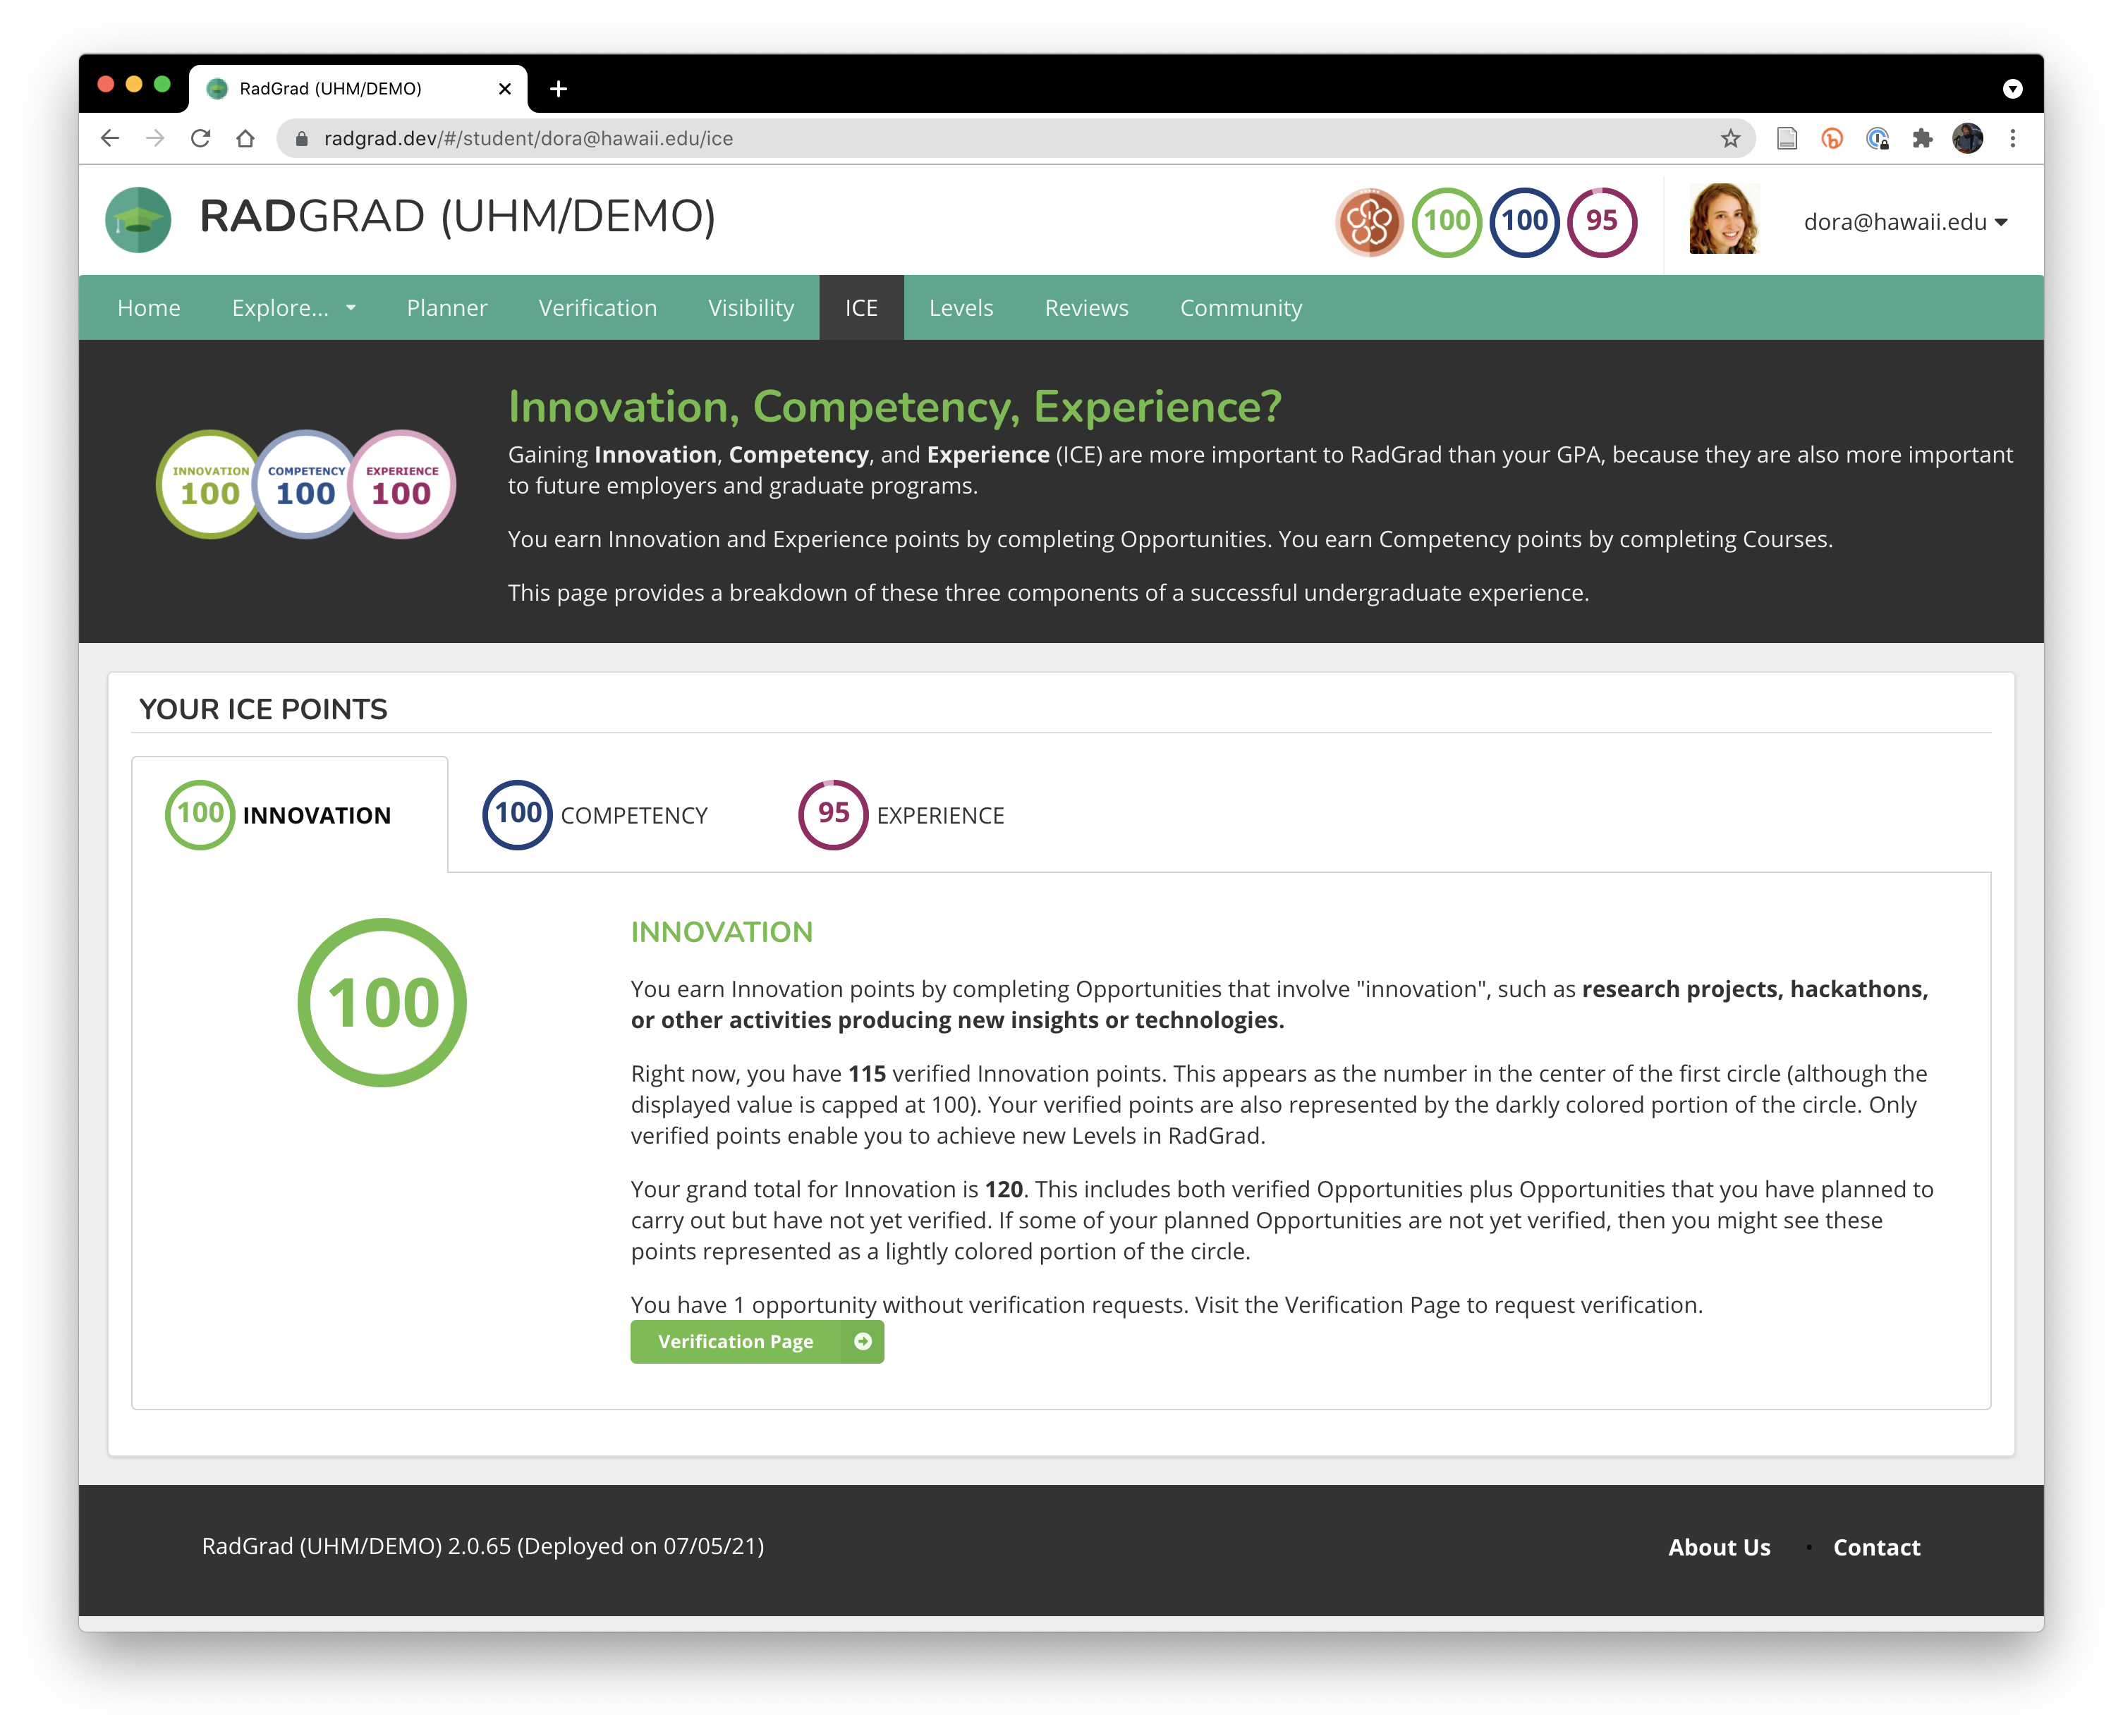 RadGrad (UHM/DEMO)
radgrad.dev/#/student/dora@hawaii.edu/ice
RADGRAD (UHM/DEMO)
100 100 95
dora@hawaii.edu
Home Explore... Planner Verification Visibility ICE Levels Reviews Community
Innovation, Competency, Experience?
INNOVATION 100
COMPETENCY 100
EXPERIENCE 100
Gaining Innovation, Competency, and Experience (ICE) are more important to RadGrad than your GPA, because they are also more important
to future employers and graduate programs.
You earn Innovation and Experience points by completing Opportunities. You earn Competency points by completing Courses.
This page provides a breakdown of these three components of a successful undergraduate experience.
YOUR ICE POINTS
100 INNOVATION
100 COMPETENCY
95 EXPERIENCE
100
INNOVATION
You earn Innovation points by completing Opportunities that involve "innovation", such as research projects, hackathons,
or other activities producing new insights or technologies.
Right now, you have 115 verified Innovation points. This appears as the number in the center of the first circle (although the
displayed value is capped at 100). Your verified points are also represented by the darkly colored portion of the circle. Only
verified points enable you to achieve new Levels in RadGrad.
Your grand total for Innovation is 120. This includes both verified Opportunities plus Opportunities that you have planned to
carry out but have not yet verified. If some of your planned Opportunities are not yet verified, then you might see these
points represented as a lightly colored portion of the circle.
You have 1 opportunity without verification requests. Visit the Verification Page to request verification.
Verification Page
RadGrad (UHM/DEMO) 2.0.65 (Deployed on 07/05/21)
About Us • Contact